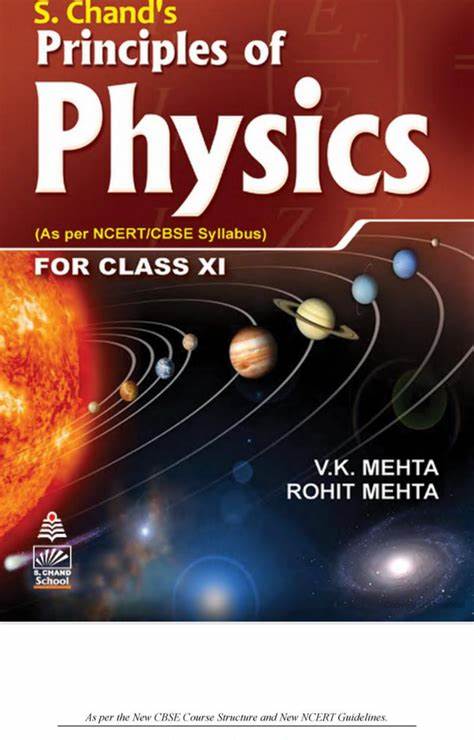 S. Chand's
Principles of
Physics
(As per NCERT/CBSE Syllabus)
FOR CLASS XI
V.K. MEHTA
ROHIT MEHTA
S. CHAND
School
As per the New CBSE Course Structure and New NCERT Guidelines.